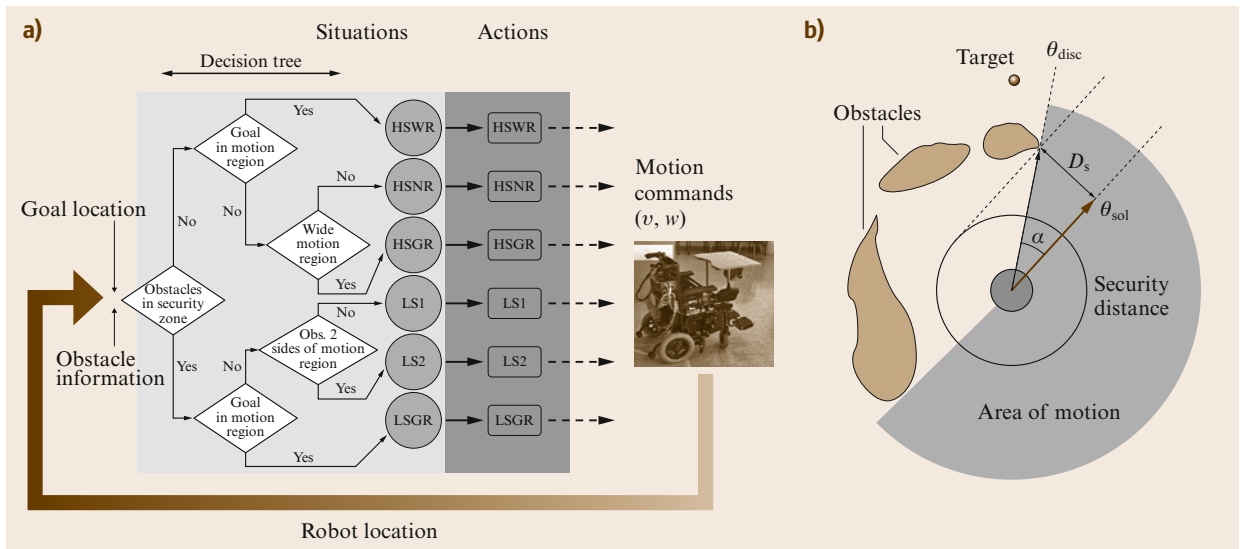 a)
Situations
Actions
Decision tree
Yes
Goal
in motion
region
HSWR
HSWR
No
No
No
Wide
motion
region
HSNR
HSNR
Yes
HSGR
HSGR
Goal location
Obstacles
in security
zone
Obstacle
information
Yes
No
Obs. 2
sides of motion
region
No
LS1
LS1
Yes
LS2
LS2
Goal
in motion
region
Yes
LSGR
LSGR
Motion
commands
(v, w)
Robot location
b)
Target
θdisc
Obstacles
Ds
θsol
α
Security
distance
Area of motion